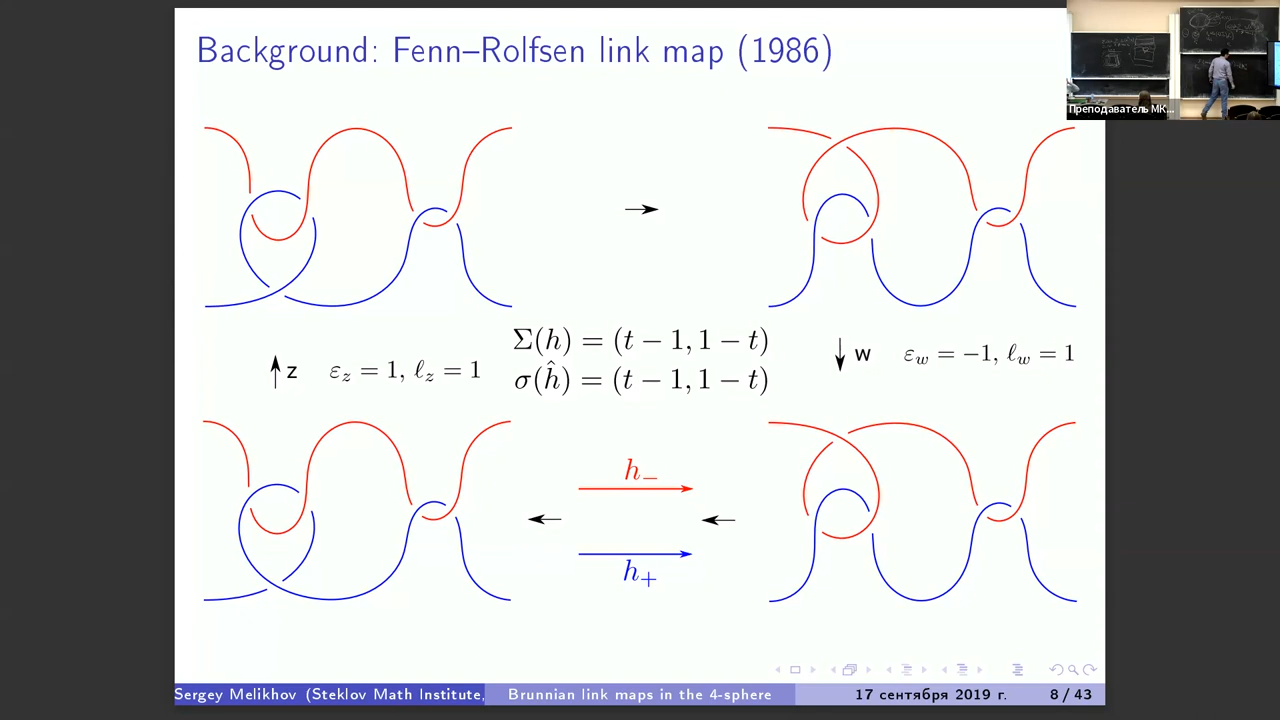 Background: Fenn–Rolfsen link map (1986)
Преподаватель МК...
Σ(h) = (t − 1, 1 − t)
σ(ĥ) = (t − 1, 1 − t)
z
ε_z = 1, ℓ_z = 1
w
ε_w = −1, ℓ_w = 1
h_−
h_+
Sergey Melikhov (Steklov Math Institute,
Brunnian link maps in the 4-sphere
17 сентября 2019 г.
8 / 43